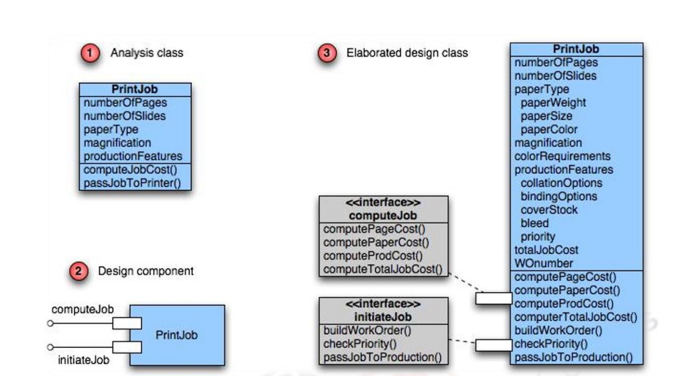 1 Analysis class
PrintJob
numberOfPages
numberOfSlides
paperType
magnification
productionFeatures
computeJobCost()
passJobToPrinter()
2 Design component
computeJob
initiateJob
PrintJob
3 Elaborated design class
<<interface>>
computeJob
computePageCost()
computePaperCost()
computeProdCost()
computeTotalJobCost()
<<interface>>
initiateJob
buildWorkOrder()
checkPriority()
passJobToProduction()
PrintJob
numberOfPages
numberOfSlides
paperType
paperWeight
paperSize
paperColor
magnification
colorRequirements
productionFeatures
collationOptions
bindingOptions
coverStock
bleed
priority
totalJobCost
WOnumber
computePageCost()
computePaperCost()
computeProdCost()
computerTotalJobCost()
buildWorkOrder()
checkPriority()
passJobToProduction()